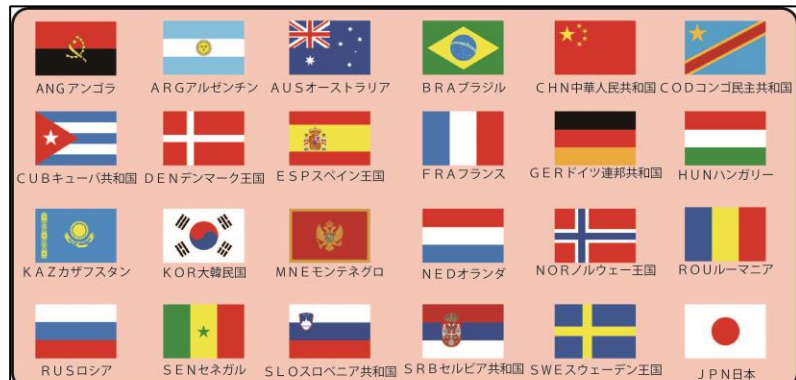 ANGアンゴラ
ARGアルゼンチン
AUSオーストラリア
BRAブラジル
CHN中華人民共和国
CODコンゴ民主共和国
CUBキューバ共和国
DENデンマーク王国
ESPスペイン王国
FRAフランス
GERドイツ連邦共和国
HUNハンガリー
KAZカザフスタン
KOR大韓民国
MNEモンテネグロ
NEDオランダ
NORノルウェー王国
ROUルーマニア
RUSロシア
SENセネガル
SLOスロベニア共和国
SRBセルビア共和国
SWEスウェーデン王国
JPN日本